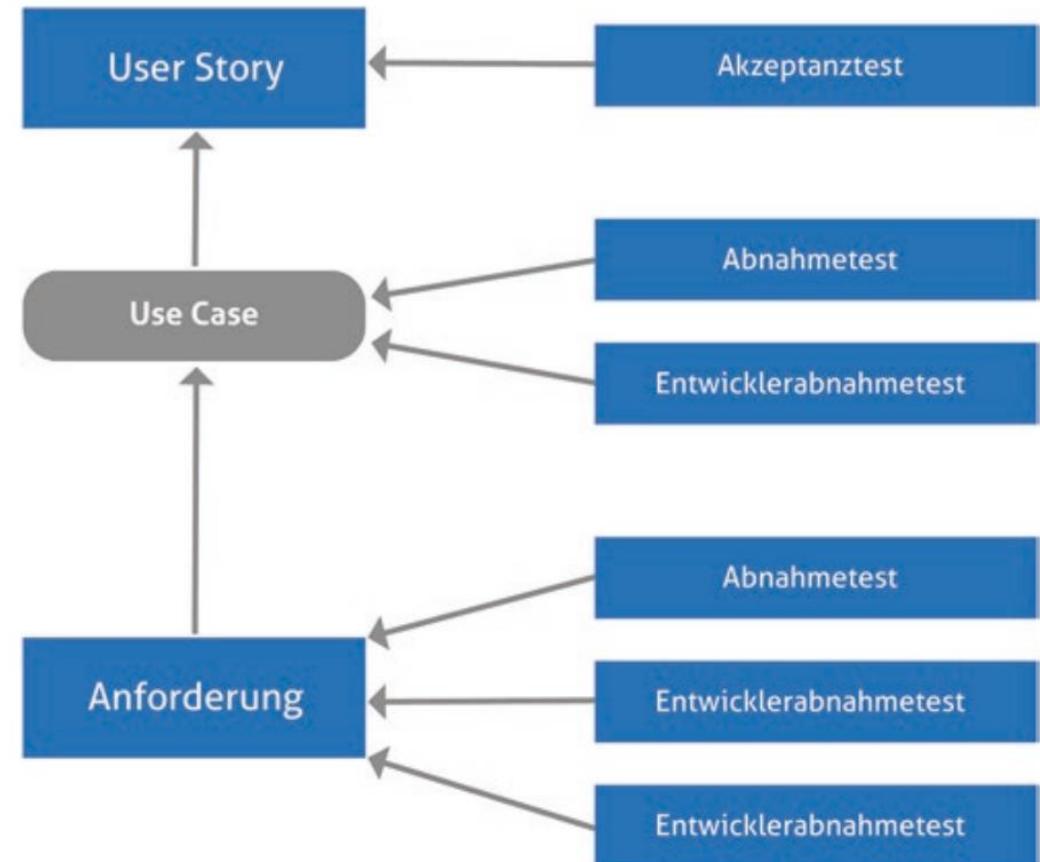 User Story
Akzeptanztest
Abnahmetest
Use Case
Entwicklerabnahmetest
Abnahmetest
Anforderung
Entwicklerabnahmetest
Entwicklerabnahmetest